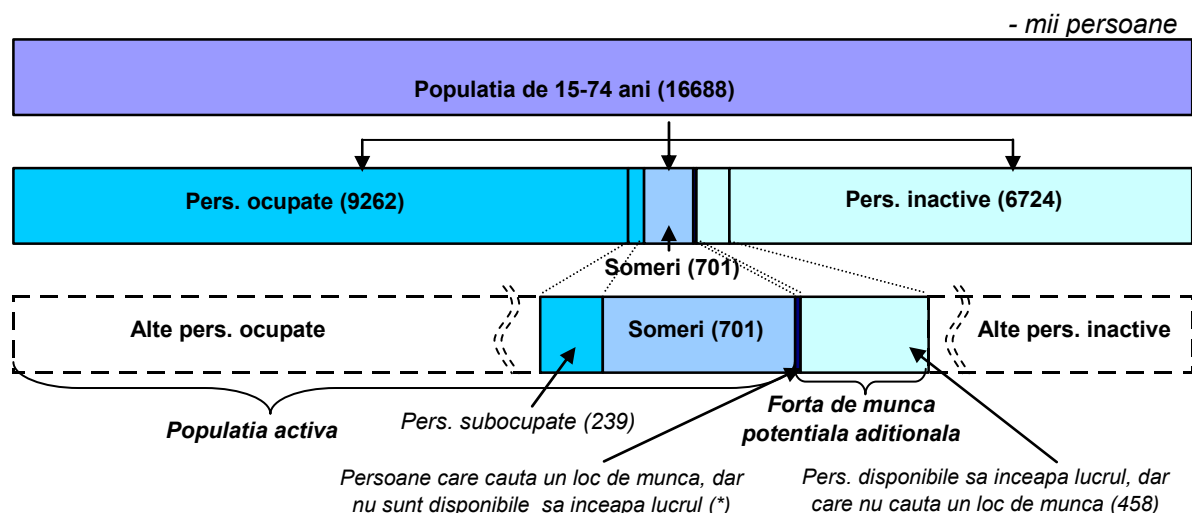 - mii persoane
Populatia de 15-74 ani (16688)
Pers. ocupate (9262)
Pers. inactive (6724)
Someri (701)
Alte pers. ocupate
Someri (701)
Alte pers. inactive
Populatia activa
Pers. subocupate (239)
Forta de munca
potentiala aditionala
Persoane care cauta un loc de munca, dar
nu sunt disponibile sa inceapa lucrul (*)
Pers. disponibile sa inceapa lucrul, dar
care nu cauta un loc de munca (458)